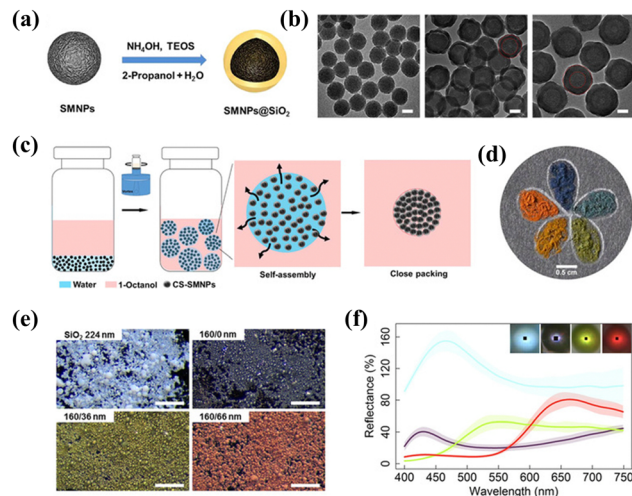 (a)
NH4OH, TEOS
2-Propanol + H2O
SMNPs
SMNPs@SiO2
(b)
(c)
Water
1-Octanol
CS-SMNPs
Self-assembly
Close packing
(d)
0.5 cm
(e)
SiO2 224 nm
160/0 nm
160/36 nm
160/66 nm
(f)
Reflectance (%)
160
120
80
40
0
400 450 500 550 600 650 700 750
Wavelength (nm)